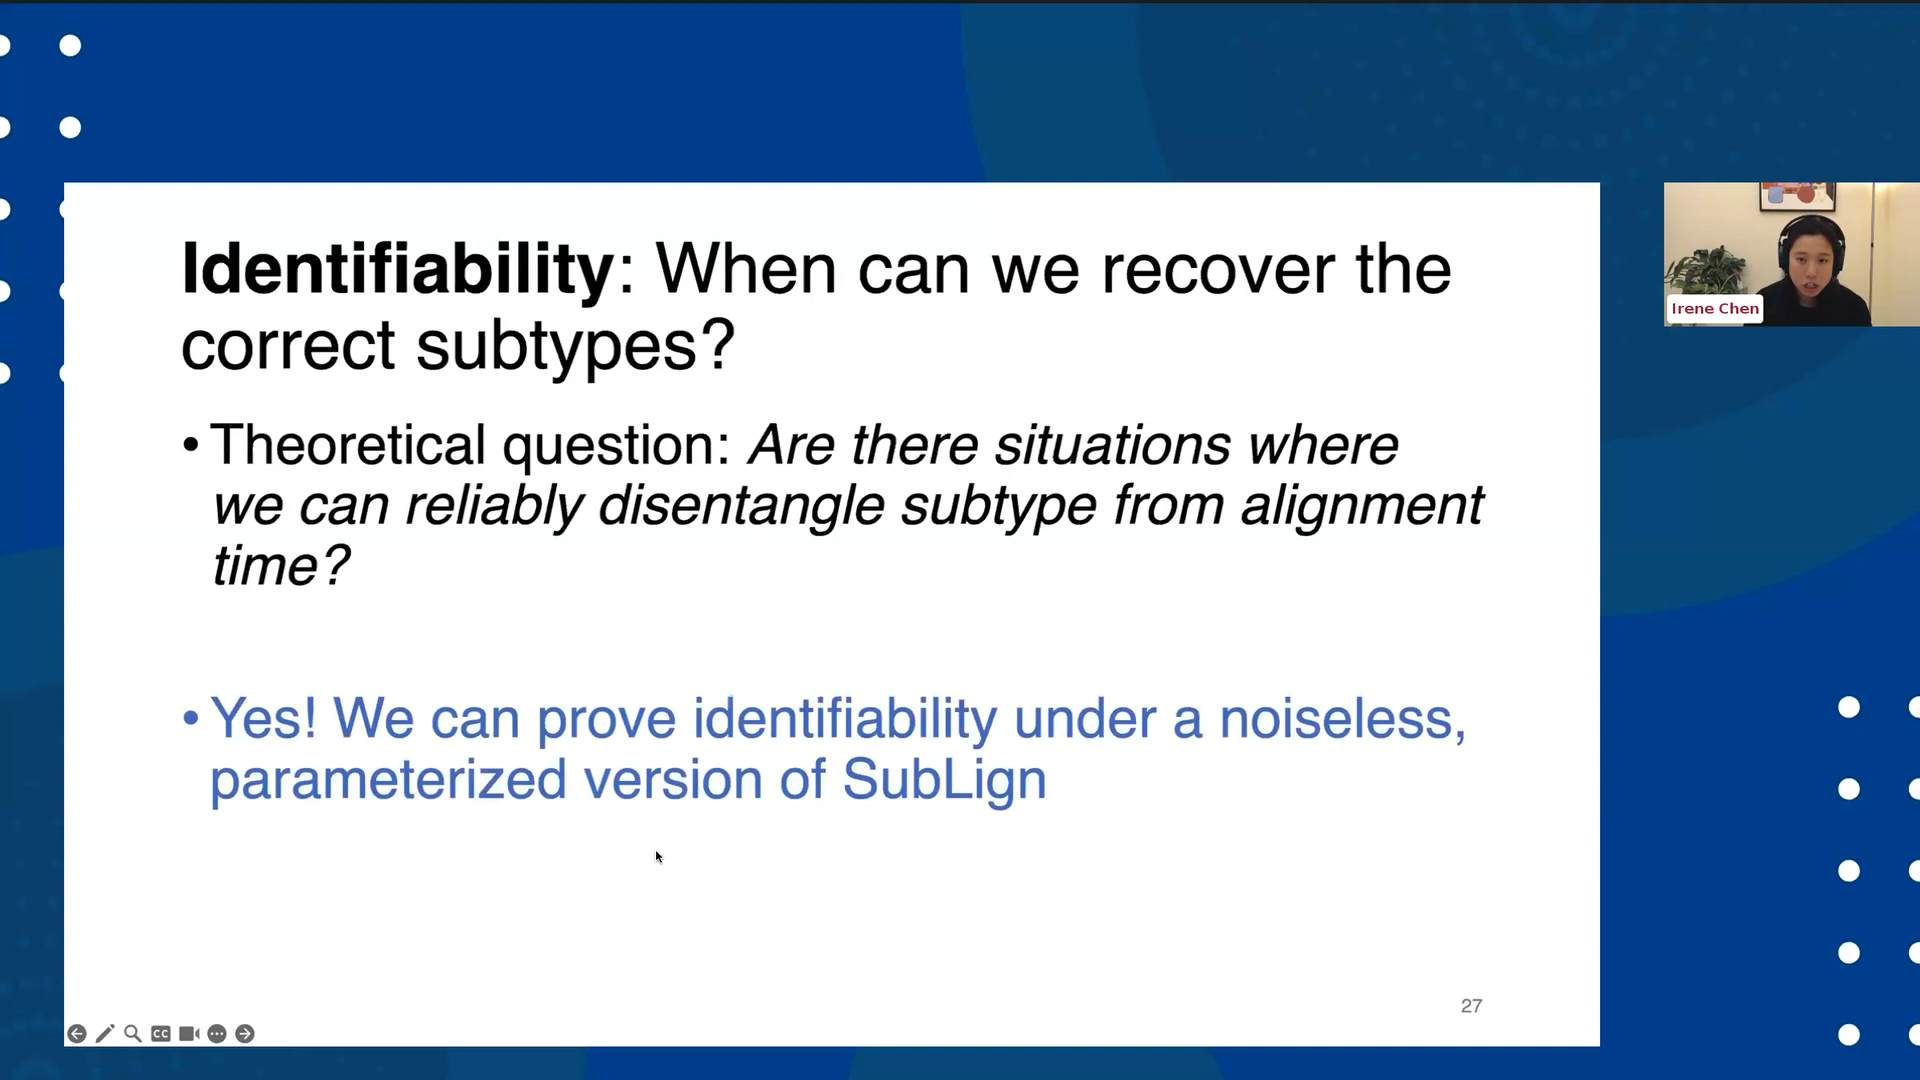 Identifiability: When can we recover the
correct subtypes?
• Theoretical question: Are there situations where
we can reliably disentangle subtype from alignment
time?
• Yes! We can prove identifiability under a noiseless,
parameterized version of SubLign
27
CC
Irene Chen